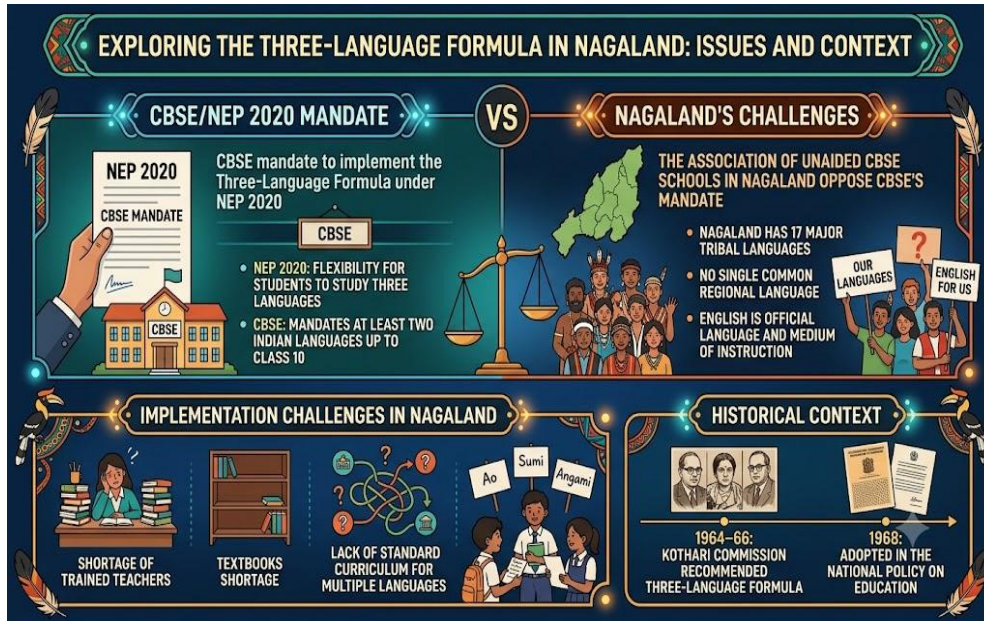 EXPLORING THE THREE-LANGUAGE FORMULA IN NAGALAND: ISSUES AND CONTEXT
CBSE/NEP 2020 MANDATE
VS
NAGALAND'S CHALLENGES
NEP 2020
CBSE MANDATE
CBSE
CBSE mandate to implement the
Three-Language Formula under
NEP 2020
CBSE
• NEP 2020: FLEXIBILITY FOR
STUDENTS TO STUDY THREE
LANGUAGES
• CBSE: MANDATES AT LEAST TWO
INDIAN LANGUAGES UP TO
CLASS 10
THE ASSOCIATION OF UNAIDED CBSE
SCHOOLS IN NAGALAND OPPOSE CBSE'S
MANDATE
• NAGALAND HAS 17 MAJOR
TRIBAL LANGUAGES
• NO SINGLE COMMON
REGIONAL LANGUAGE
• ENGLISH IS OFFICIAL
LANGUAGE AND MEDIUM
OF INSTRUCTION
OUR
LANGUAGES
?
ENGLISH
FOR US
IMPLEMENTATION CHALLENGES IN NAGALAND
SHORTAGE OF
TRAINED TEACHERS
TEXTBOOKS
SHORTAGE
LACK OF STANDARD
CURRICULUM FOR
MULTIPLE LANGUAGES
Ao
Sumi
Angami
HISTORICAL CONTEXT
1964–66:
KOTHARI COMMISSION
RECOMMENDED
THREE-LANGUAGE FORMULA
1968:
ADOPTED IN THE
NATIONAL POLICY ON
EDUCATION